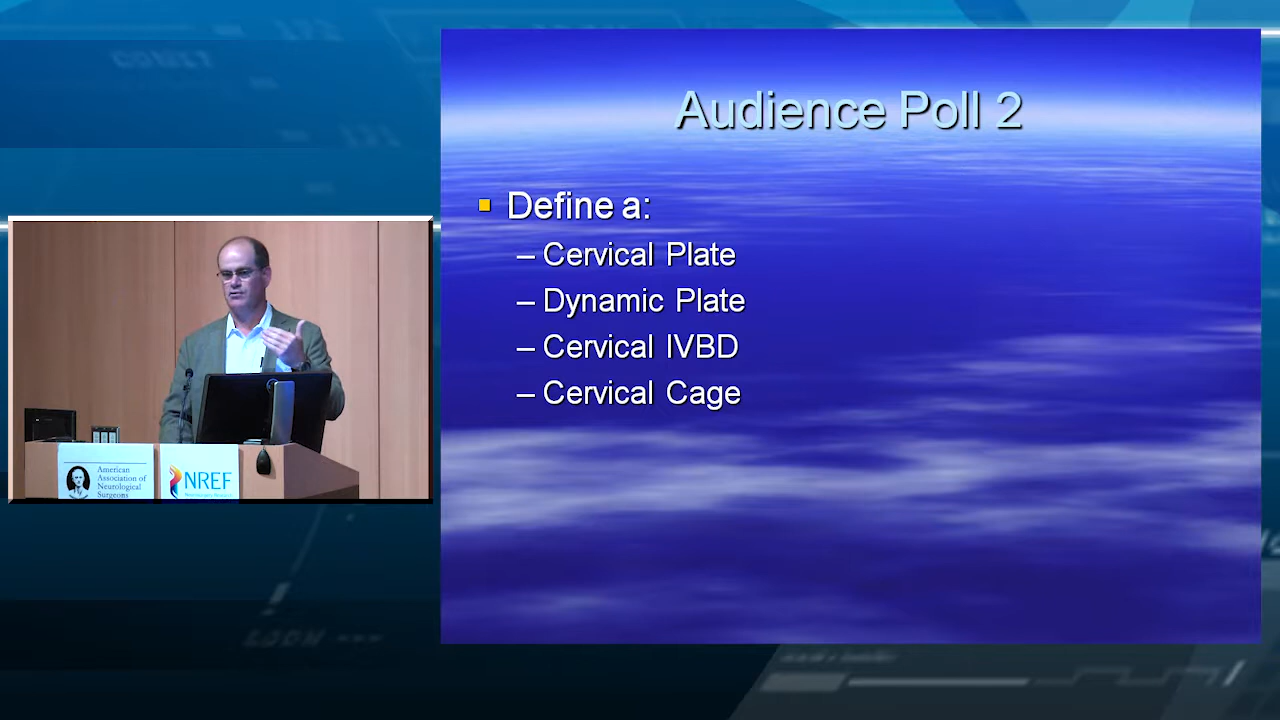 Audience Poll 2
Define a:
– Cervical Plate
– Dynamic Plate
– Cervical IVBD
– Cervical Cage
American
Association of
Neurological
Surgeons
NREF